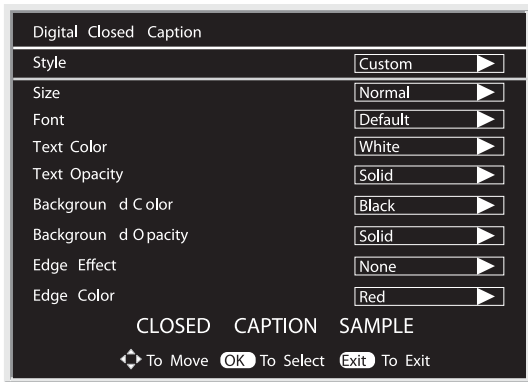 Digital Closed Caption
Style Custom
Size Normal
Font Default
Text Color White
Text Opacity Solid
Backgroun d C olor Black
Backgroun d O pacity Solid
Edge Effect None
Edge Color Red
CLOSED CAPTION SAMPLE
To Move OK To Select Exit To Exit